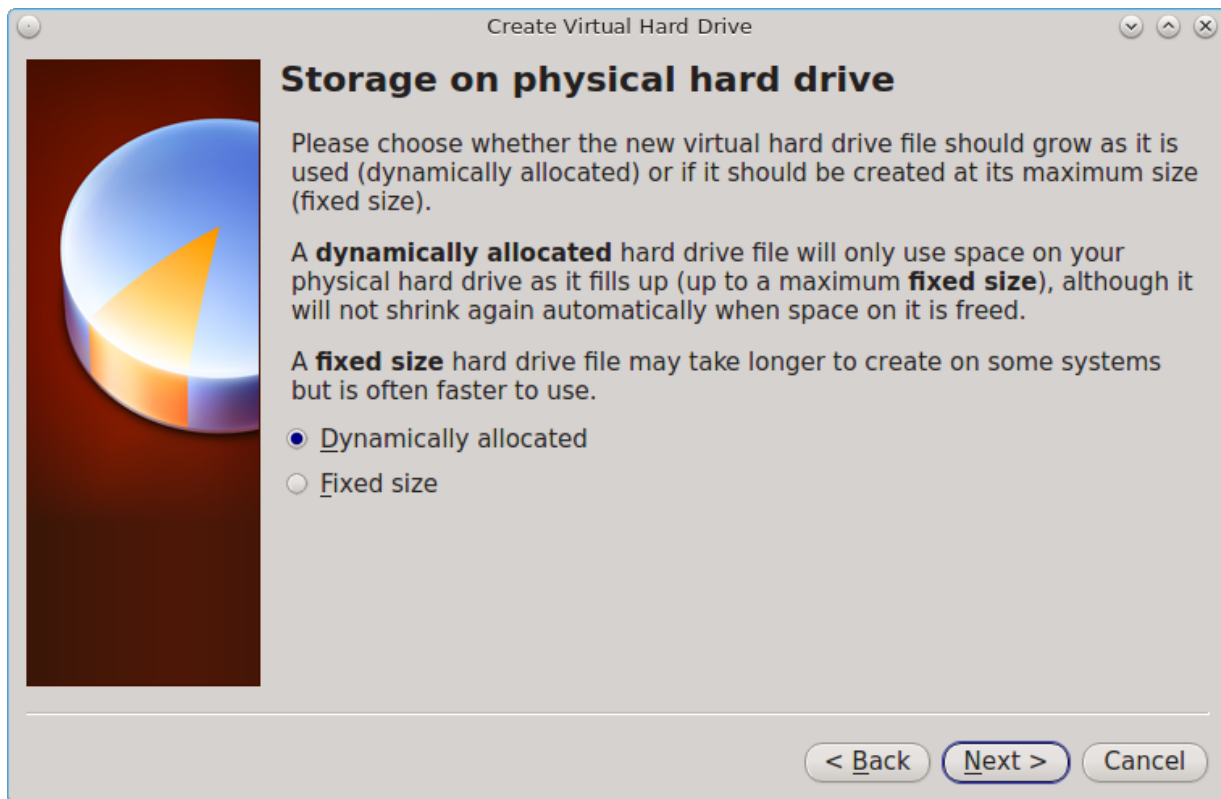 Create Virtual Hard Drive
Storage on physical hard drive
Please choose whether the new virtual hard drive file should grow as it is
used (dynamically allocated) or if it should be created at its maximum size
(fixed size).
A dynamically allocated hard drive file will only use space on your
physical hard drive as it fills up (up to a maximum fixed size), although it
will not shrink again automatically when space on it is freed.
A fixed size hard drive file may take longer to create on some systems
but is often faster to use.
Dynamically allocated
Fixed size
< Back Next > Cancel